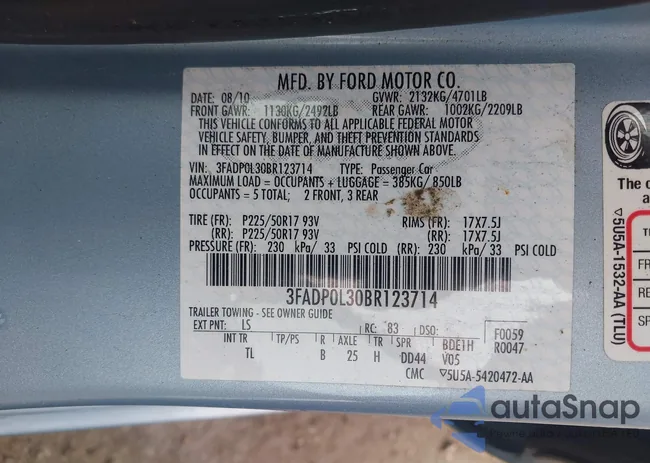 MFD. BY FORD MOTOR CO.
DATE: 08/10 GVWR: 2132KG/4701LB
FRONT GAWR: 1130KG/2492LB REAR GAWR: 1002KG/2209LB
THIS VEHICLE CONFORMS TO ALL APPLICABLE FEDERAL MOTOR
VEHICLE SAFETY, BUMPER, AND THEFT PREVENTION STANDARDS
IN EFFECT ON THE DATE OF MANUFACTURE SHOWN ABOVE.
VIN: 3FADP0L30BR123714 TYPE: Passenger Car
MAXIMUM LOAD = OCCUPANTS + LUGGAGE = 385KG/850LB
OCCUPANTS = 5 TOTAL; 2 FRONT, 3 REAR
TIRE (FR): P225/50R17 93V RIMS (FR): 17X7.5J
(RR): P225/50R17 93V (RR): 17X7.5J
PRESSURE (FR): 230 kPa/ 33 PSI COLD (RR): 230 kPa/ 33 PSI COLD
3FADP0L30BR123714
TRAILER TOWING - SEE OWNER GUIDE
EXT PNT: LS RC: 83 DSO: F0059
INT TR TP/PS R AXLE TR SPR BDE1H R0047
TL B 25 H DD44 V05
CMC ▽5U5A-5420472-AA
The c
a
▽5U5A-1532-AA (TLU)
T
FR
RE
SP
autoSnap